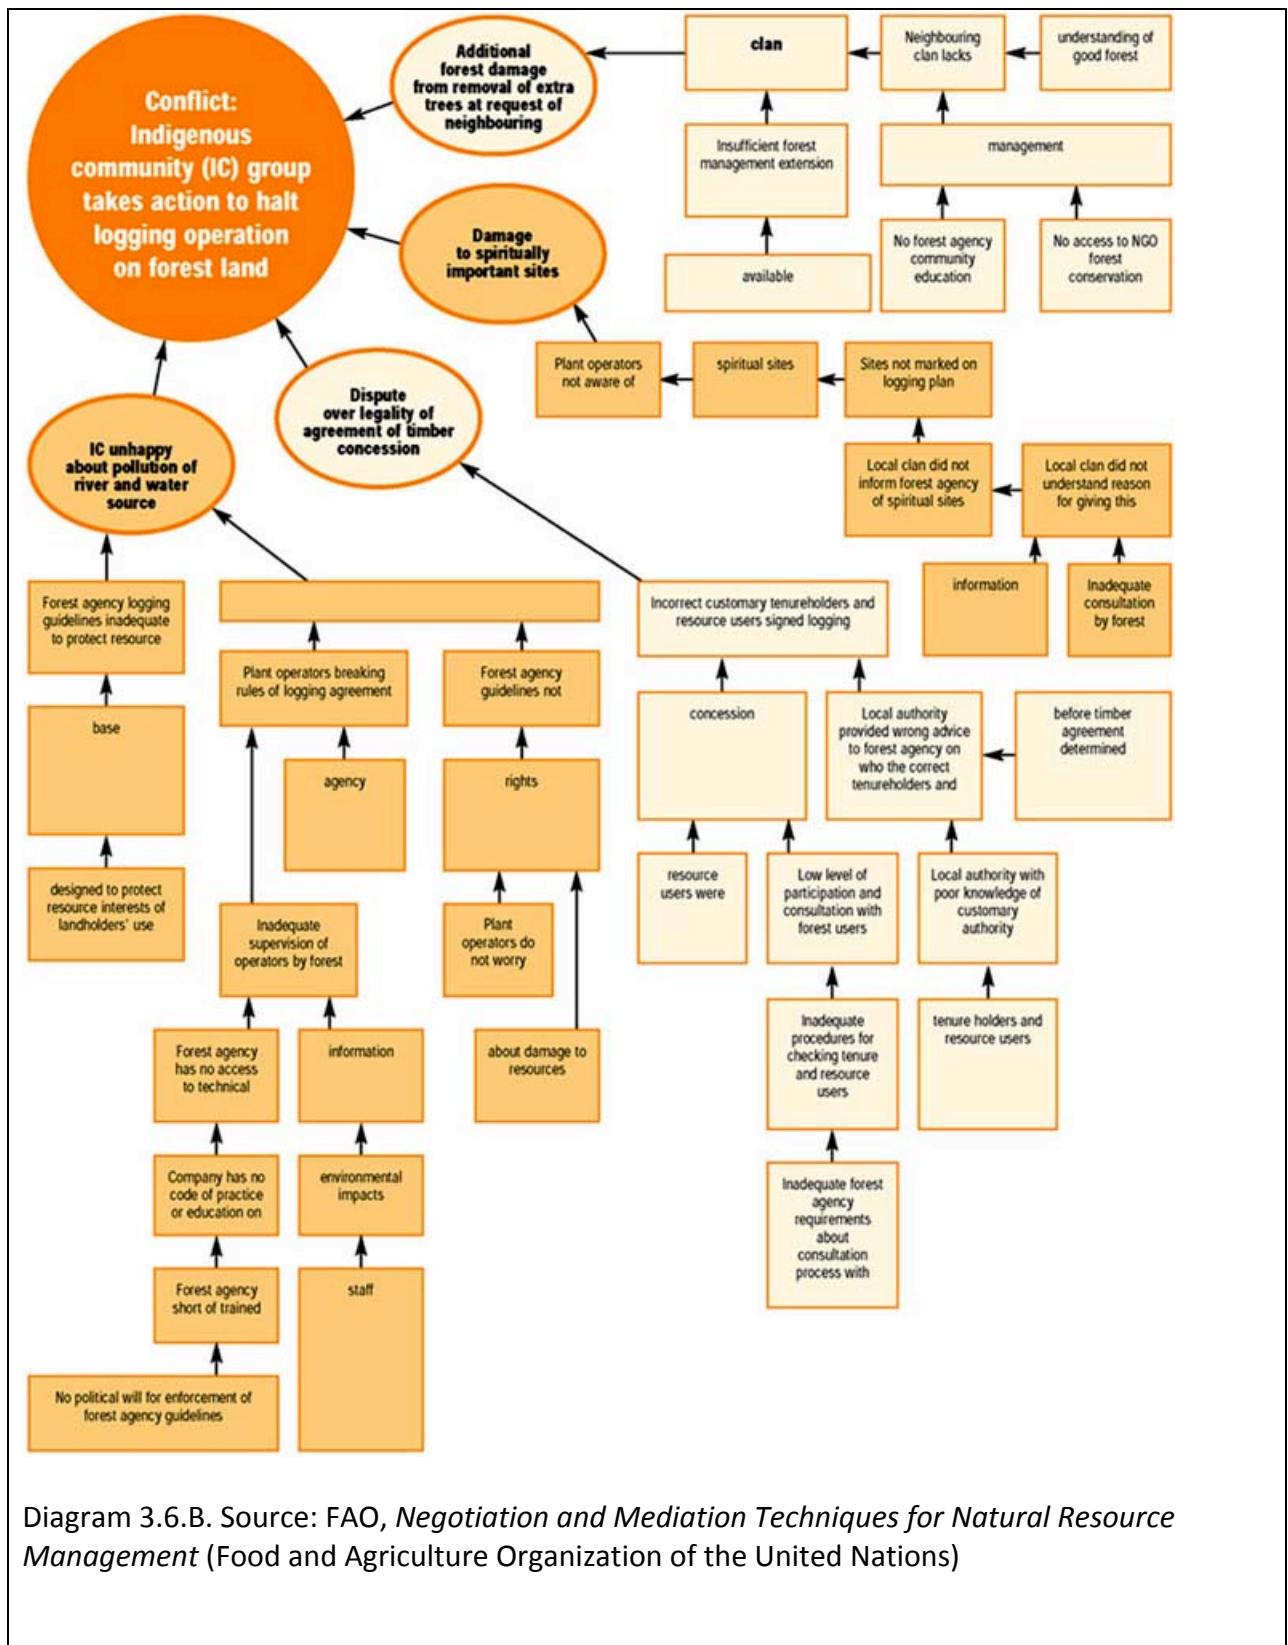 Conflict:
Indigenous
community (IC) group
takes action to halt
logging operation
on forest land
Additional
forest damage
from removal of extra
trees at request of
neighbouring
clan
Neighbouring
clan lacks
understanding of
good forest
Insufficient forest
management extension
management
available
No forest agency
community
education
No access to NGO
forest
conservation
Damage
to spiritually
important sites
Plant operators
not aware of
spiritual sites
Sites not marked on
logging plan
Local clan did not
inform forest agency
of spiritual sites
Local clan did not
understand reason
for giving this
information
Inadequate
consultation
by forest
Dispute
over legality of
agreement of timber
concession
IC unhappy
about pollution of
river and water
source
Forest agency logging
guidelines inadequate
to protect resource
base
designed to protect
resource interests of
landholders' use
Plant operators breaking
rules of logging agreement
agency
Forest agency
guidelines not
rights
Inadequate
supervision of
operators by forest
Plant
operators do
not worry
about damage to
resources
Forest agency
has no access
to technical
information
Company has no
code of practice
or education on
environmental
impacts
Forest agency
short of trained
staff
No political will for enforcement of
forest agency guidelines
Incorrect customary tenureholders and
resource users signed logging
concession
Local authority
provided wrong advice
to forest agency on
who the correct
tenureholders and
before timber
agreement
determined
resource
users were
Low level of
participation and
consultation with
forest users
Local authority with
poor knowledge of
customary
authority
Inadequate
procedures for
checking tenure
and resource
users
tenure holders and
resource users
Inadequate forest
agency
requirements
about
consultation
process with
Diagram 3.6.B. Source: FAO, Negotiation and Mediation Techniques for Natural Resource
Management (Food and Agriculture Organization of the United Nations)